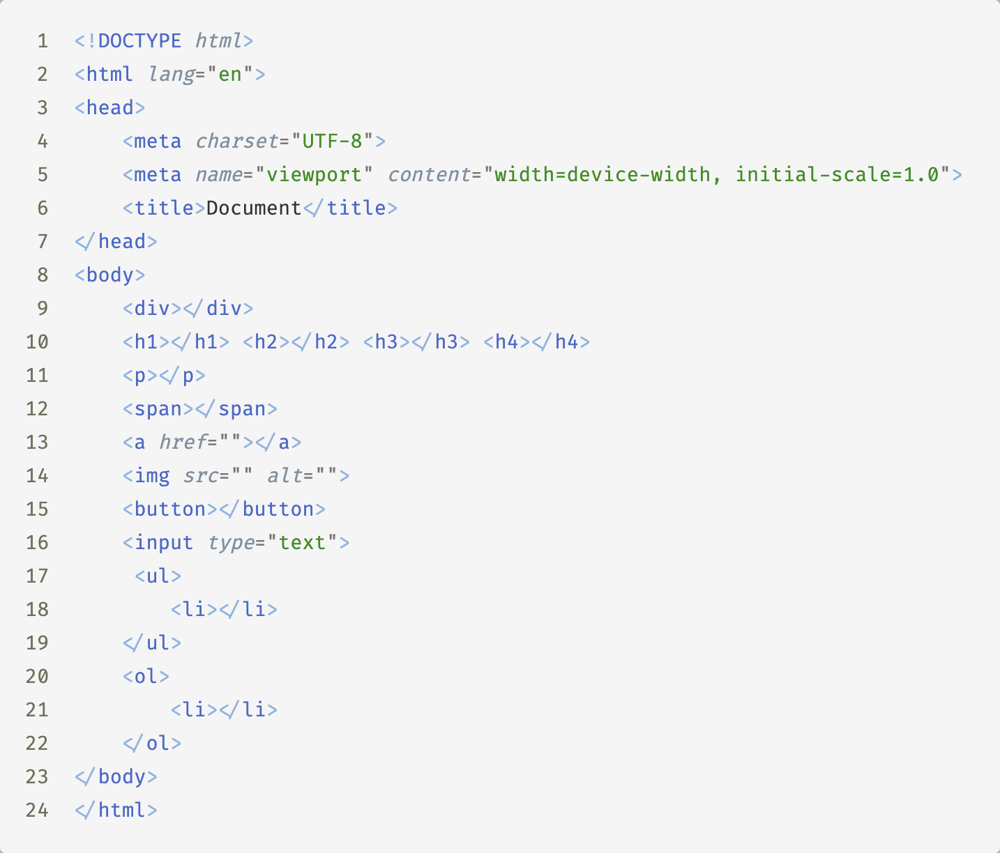 1 <!DOCTYPE html>
2 <html lang="en">
3 <head>
4     <meta charset="UTF-8">
5     <meta name="viewport" content="width=device-width, initial-scale=1.0">
6     <title>Document</title>
7 </head>
8 <body>
9     <div></div>
10     <h1></h1> <h2></h2> <h3></h3> <h4></h4>
11     <p></p>
12     <span></span>
13     <a href=""></a>
14     <img src="" alt="">
15     <button></button>
16     <input type="text">
17      <ul>
18         <li></li>
19     </ul>
20     <ol>
21         <li></li>
22     </ol>
23 </body>
24 </html>